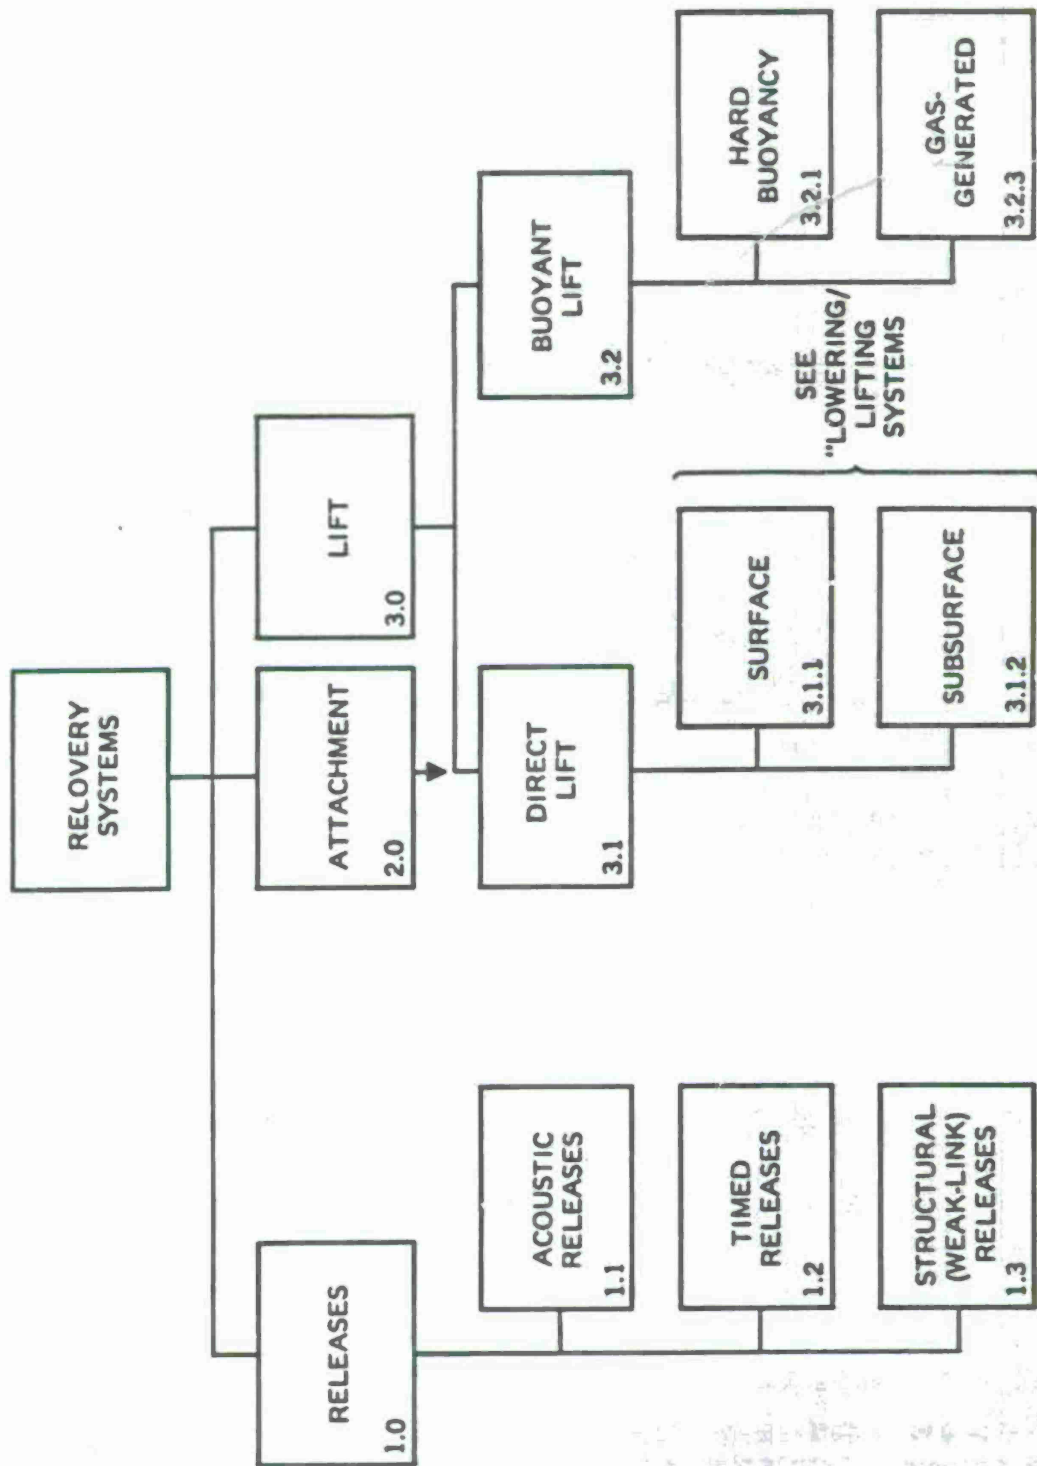 RELOVERY
SYSTEMS
RELEASES
1.0
ATTACHMENT
2.0
LIFT
3.0
ACOUSTIC
RELEASES
1.1
TIMED
RELEASES
1.2
STRUCTURAL
(WEAK-LINK)
RELEASES
1.3
DIRECT
LIFT
3.1
SURFACE
3.1.1
SUBSURFACE
3.1.2
SEE
"LOWERING/
LIFTING
SYSTEMS
BUOYANT
LIFT
3.2
HARD
BUOYANCY
3.2.1
GAS-
GENERATED
3.2.3